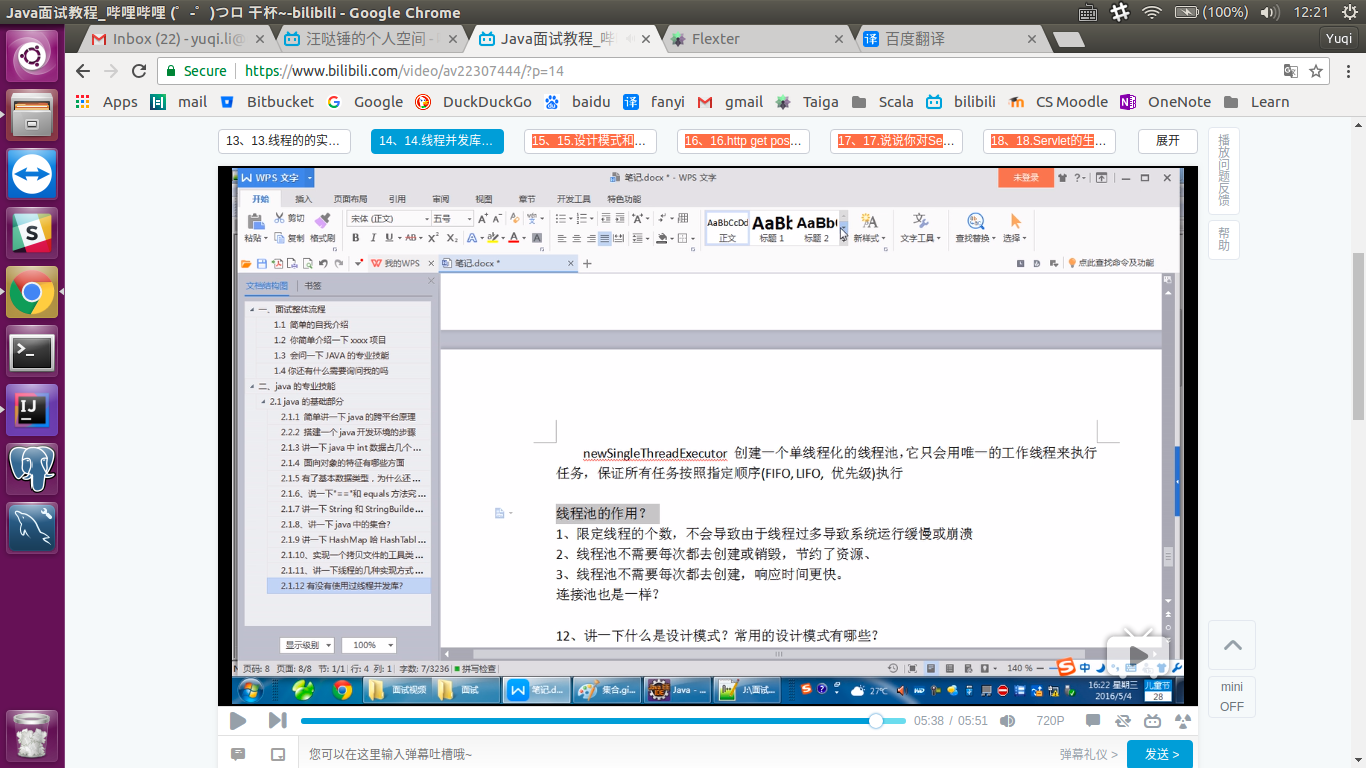 Java面试教程_哔哩哔哩 (゜-゜)つロ 干杯~-bilibili - Google Chrome
(100%)
12:21
Inbox (22) - yuqi.li@
汪哒锤的个人空间 -
Java面试教程_哔
Flexter
百度翻译
Yuqi
Secure
https://www.bilibili.com/video/av22307444/?p=14
Apps
mail
Bitbucket
Google
DuckDuckGo
baidu
fanyi
gmail
Taiga
Scala
bilibili
CS Moodle
OneNote
Learn
13、13.线程的的实...
14、14.线程并发库...
15、15.设计模式和...
16、16.http get pos...
17、17.说说你对Se...
18、18.Servlet的生...
展开
播放问题反馈
帮助
WPS 文字
笔记.docx * - WPS 文字
未登录
开始
插入
页面布局
引用
审阅
视图
章节
开发工具
特色功能
粘贴
剪切
复制
格式刷
宋体 (正文)
五号
AaBbCcDd
正文
AaBb
标题 1
AaBb
标题 2
新样式
文字工具
查找替换
选择
我的WPS
笔记.docx *
点此查找命令及功能
文档结构图
书签
一、面试整体流程
1.1 简单的自我介绍
1.2 你简单介绍一下 xxxx 项目
1.3 会问一下 JAVA 的专业技能
1.4 你还有什么需要询问我的吗
二、java 的专业技能
2.1 java 的基础部分
2.1.1 简单讲一下 java 的跨平台原理
2.2.2 搭建一个 java 开发环境的步骤
2.1.3 讲一下 java 中 int 数据占几个 ...
2.1.4 面向对象的特征有哪些方面
2.1.5 有了基本数据类型，为什么还 ...
2.1.6、说一下"=="和 equals 方法究 ...
2.1.7 讲一下 String 和 StringBuilde...
2.1.8、讲一下 java 中的集合?
2.1.9 讲一下 HashMap 哈 HashTabl ...
2.1.10、实现一个拷贝文件的工具类 ...
2.1.11、讲一下线程的几种实现方式 ...
2.1.12 有没有使用过线程并发库?
显示级别
100%
newSingleThreadExecutor 创建一个单线程化的线程池，它只会用唯一的工作线程来执行
任务，保证所有任务按照指定顺序(FIFO, LIFO, 优先级)执行
线程池的作用？
1、限定线程的个数，不会导致由于线程过多导致系统运行缓慢或崩溃
2、线程池不需要每次都去创建或销毁，节约了资源、
3、线程池不需要每次都去创建，响应时间更快。
连接池也是一样？
12、讲一下什么是设计模式？常用的设计模式有哪些？
页码: 8 页面: 8/8 节: 1/1 行: 4 列: 1 字数: 7/3236 拼写检查
140 %
中
面试视频
面试
笔记.d...
集合.gi...
Java - ...
J:\面试...
27℃
16:22 星期三
2016/5/4
儿童节
28
05:38 / 05:51
720P
mini
OFF
您可以在这里输入弹幕吐槽哦~
弹幕礼仪 >
发送 >